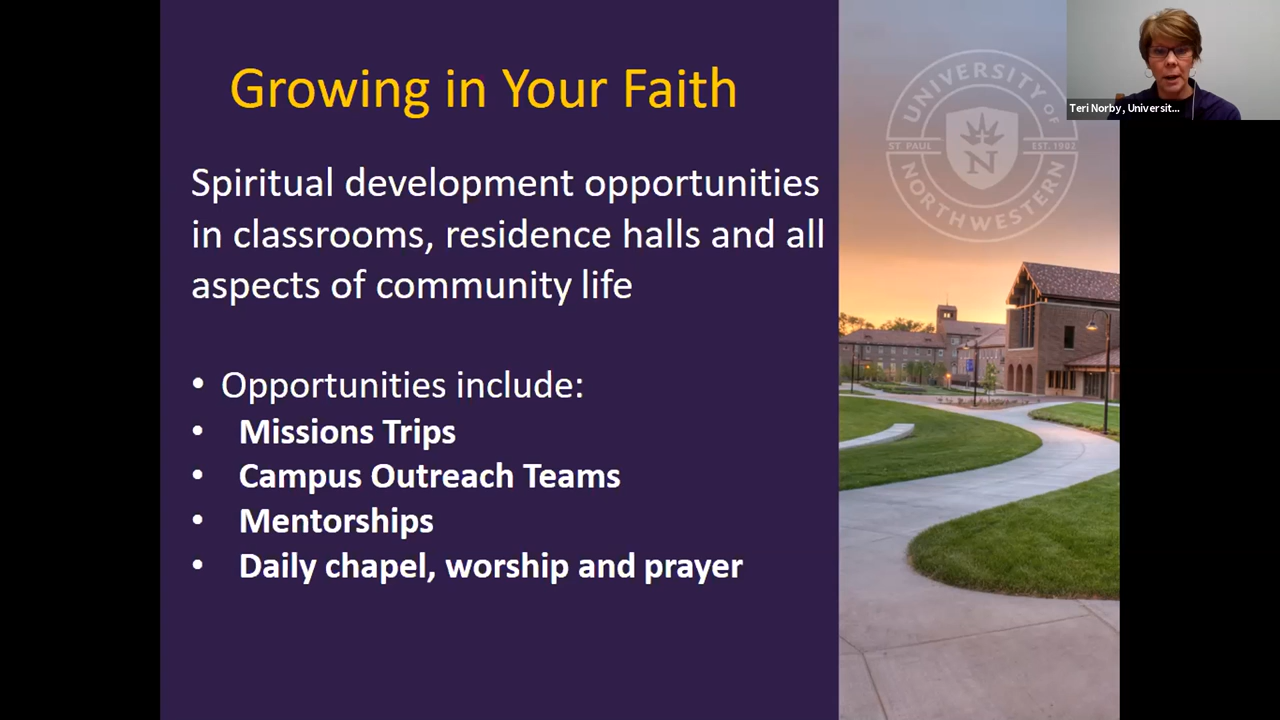 Growing in Your Faith
Spiritual development opportunities
in classrooms, residence halls and all
aspects of community life
• Opportunities include:
• Missions Trips
• Campus Outreach Teams
• Mentorships
• Daily chapel, worship and prayer
UNIVERSITY OF
ST PAUL EST. 1902
N
NORTHWESTERN
Teri Norby, Universit...